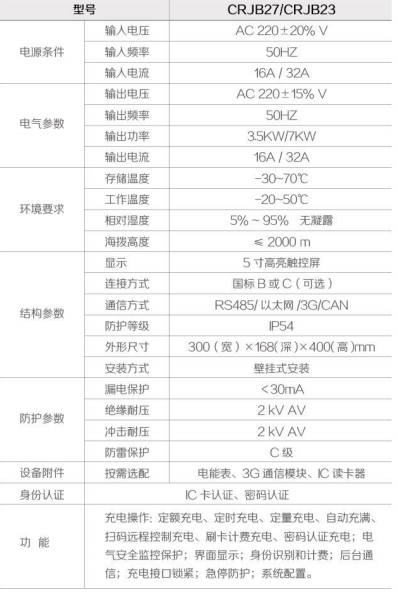 型号 CRJB27/CRJB23
电源条件 输入电压 AC 220±20% V
输入频率 50HZ
输入电流 16A / 32A
电气参数 输出电压 AC 220±15% V
输出频率 50HZ
输出功率 3.5KW/7KW
输出电流 16A / 32A
环境要求 存储温度 -30~70℃
工作温度 -20~50℃
相对湿度 5% ~ 95% 无凝露
海拨高度 ≤ 2000 m
结构参数 显示 5寸高亮触控屏
连接方式 国标B或C（可选）
通信方式 RS485/以太网/3G/CAN
防护等级 IP54
外形尺寸 300（宽）×168(深)×400(高)mm
安装方式 壁挂式安装
防护参数 漏电保护 <30mA
绝缘耐压 2 kV AV
冲击耐压 2 kV AV
防雷保护 C 级
设备附件 按需选配 电能表、3G通信模块、IC读卡器
身份认证 IC卡认证、密码认证
功 能 充电操作：定额充电、定时充电、定量充电、自动充满、
扫码远程控制充电、刷卡计费充电、密码认证充电；电
气安全监控保护；界面显示；身份识别和计费；后台通
信；充电接口锁紧；急停防护；系统配置。